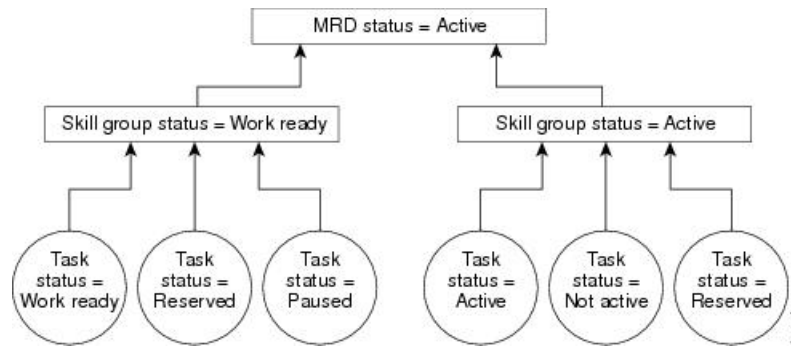 MRD status = Active
Skill group status = Work ready
Skill group status = Active
Task
status =
Work ready
Task
status =
Reserved
Task
status =
Paused
Task
status =
Active
Task
status =
Not active
Task
status =
Reserved